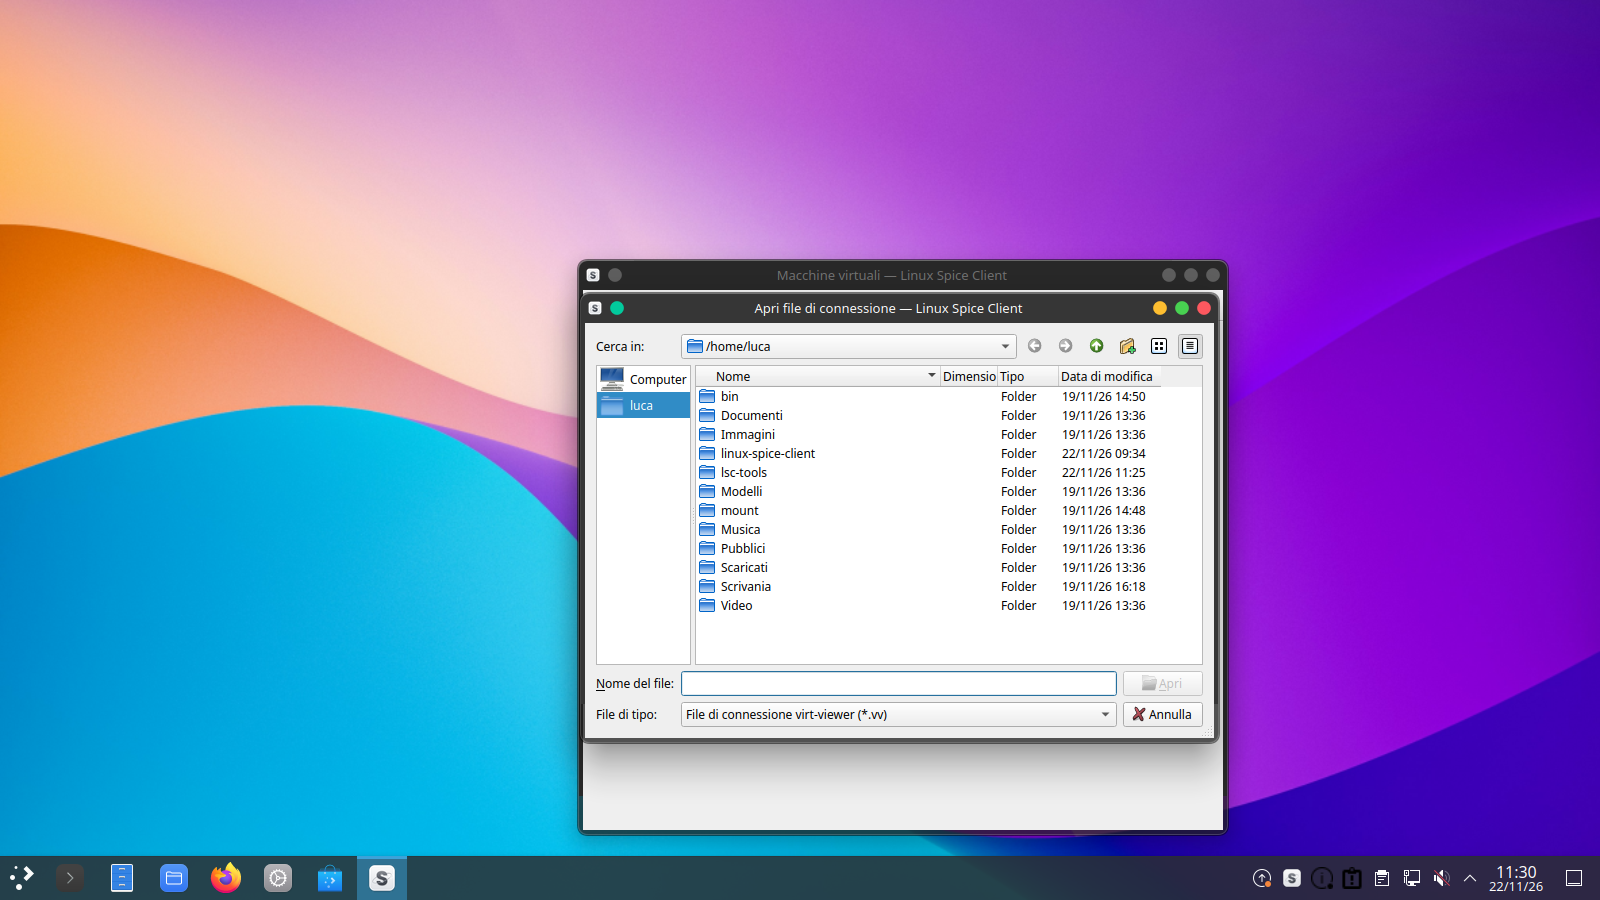 Macchine virtuali — Linux Spice Client
Apri file di connessione — Linux Spice Client
Cerca in: /home/luca
Computer
luca
Nome Dimensio Tipo Data di modifica
bin Folder 19/11/26 14:50
Documenti Folder 19/11/26 13:36
Immagini Folder 19/11/26 13:36
linux-spice-client Folder 22/11/26 09:34
lsc-tools Folder 22/11/26 11:25
Modelli Folder 19/11/26 13:36
mount Folder 19/11/26 14:48
Musica Folder 19/11/26 13:36
Pubblici Folder 19/11/26 13:36
Scaricati Folder 19/11/26 13:36
Scrivania Folder 19/11/26 16:18
Video Folder 19/11/26 13:36
Nome del file: Apri
File di tipo: File di connessione virt-viewer (*.vv) Annulla
11:30
22/11/26